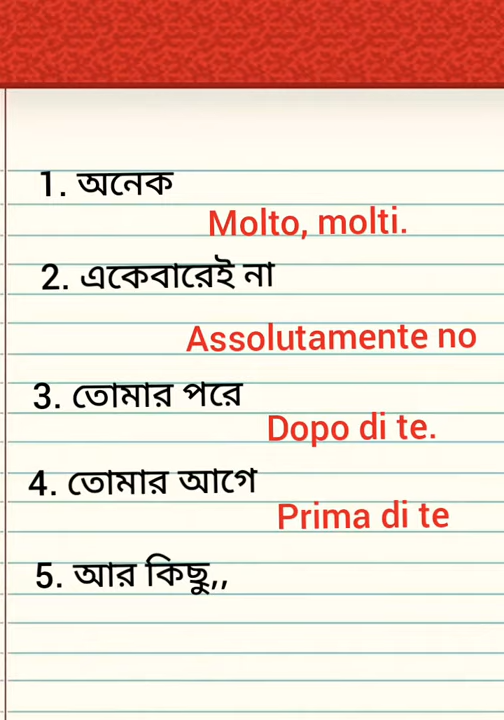 1. অনেক
Molto, molti.
2. একেবারেই না
Assolutamente no
3. তোমার পরে
Dopo di te.
4. তোমার আগে
Prima di te
5. আর কিছু,,